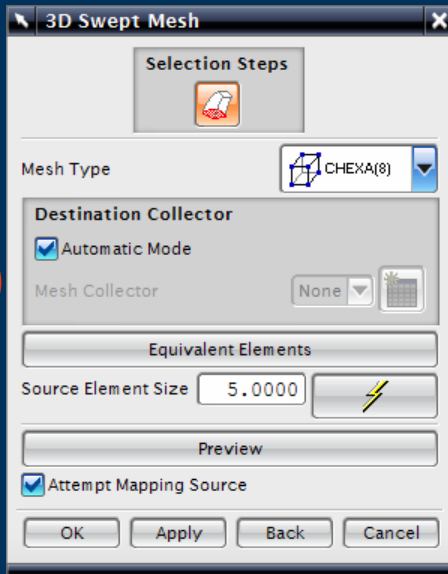 3D Swept Mesh
Selection Steps
Mesh Type
CHEXA(8)
Destination Collector
Automatic Mode
Mesh Collector
None
Equivalent Elements
Source Element Size
5.0000
Preview
Attempt Mapping Source
OK
Apply
Back
Cancel